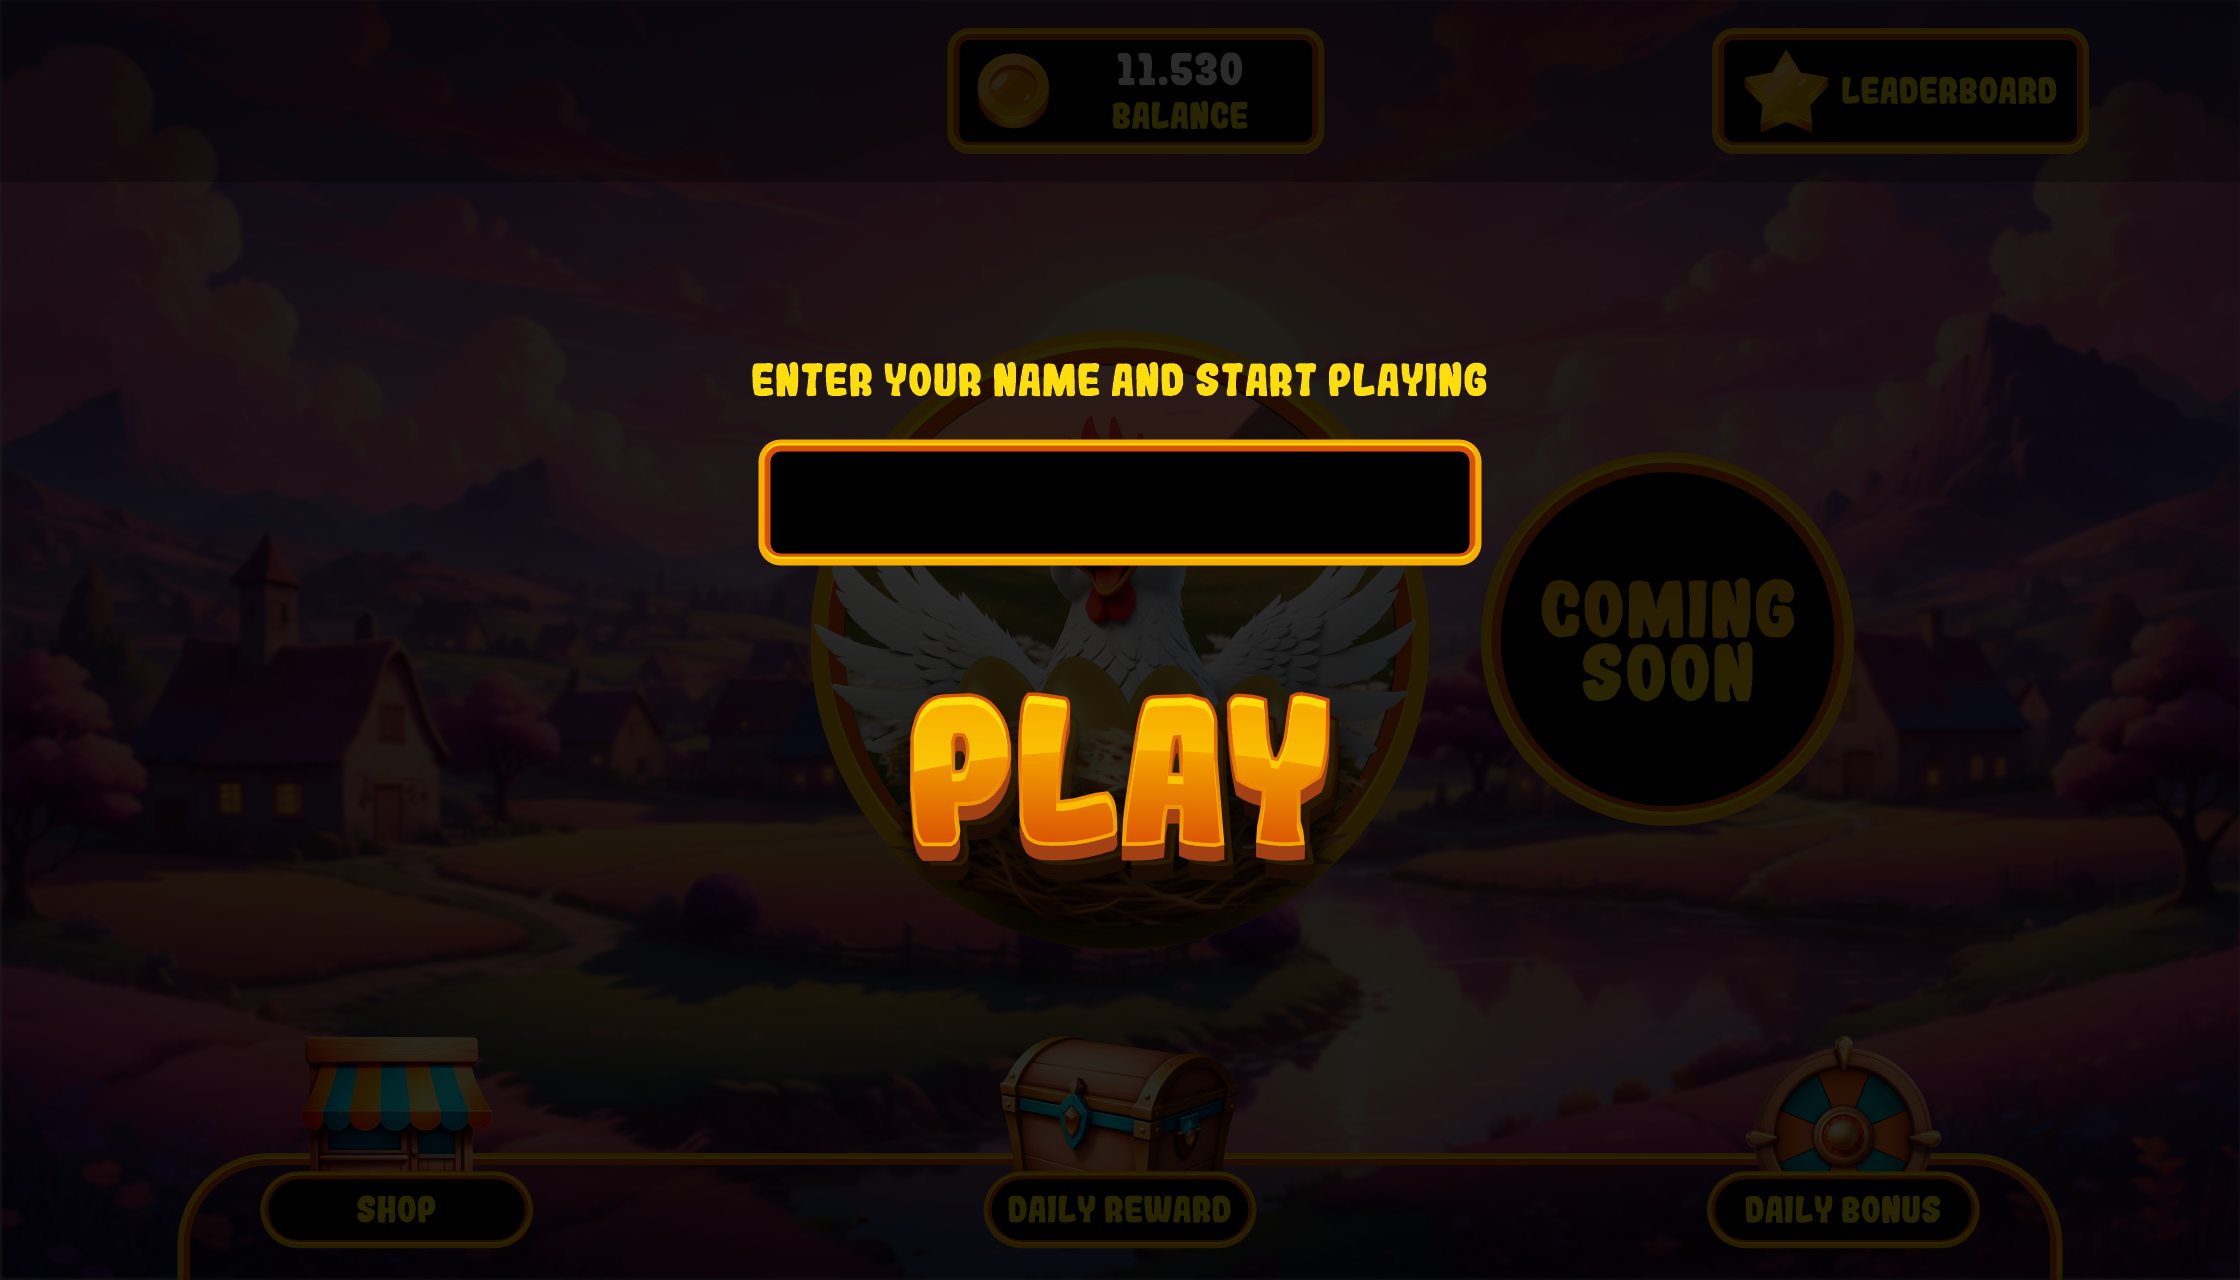 11.530
BALANCE
LEADERBOARD
ENTER YOUR NAME AND START PLAYING
COMING
SOON
PLAY
SHOP
DAILY REWARD
DAILY BONUS